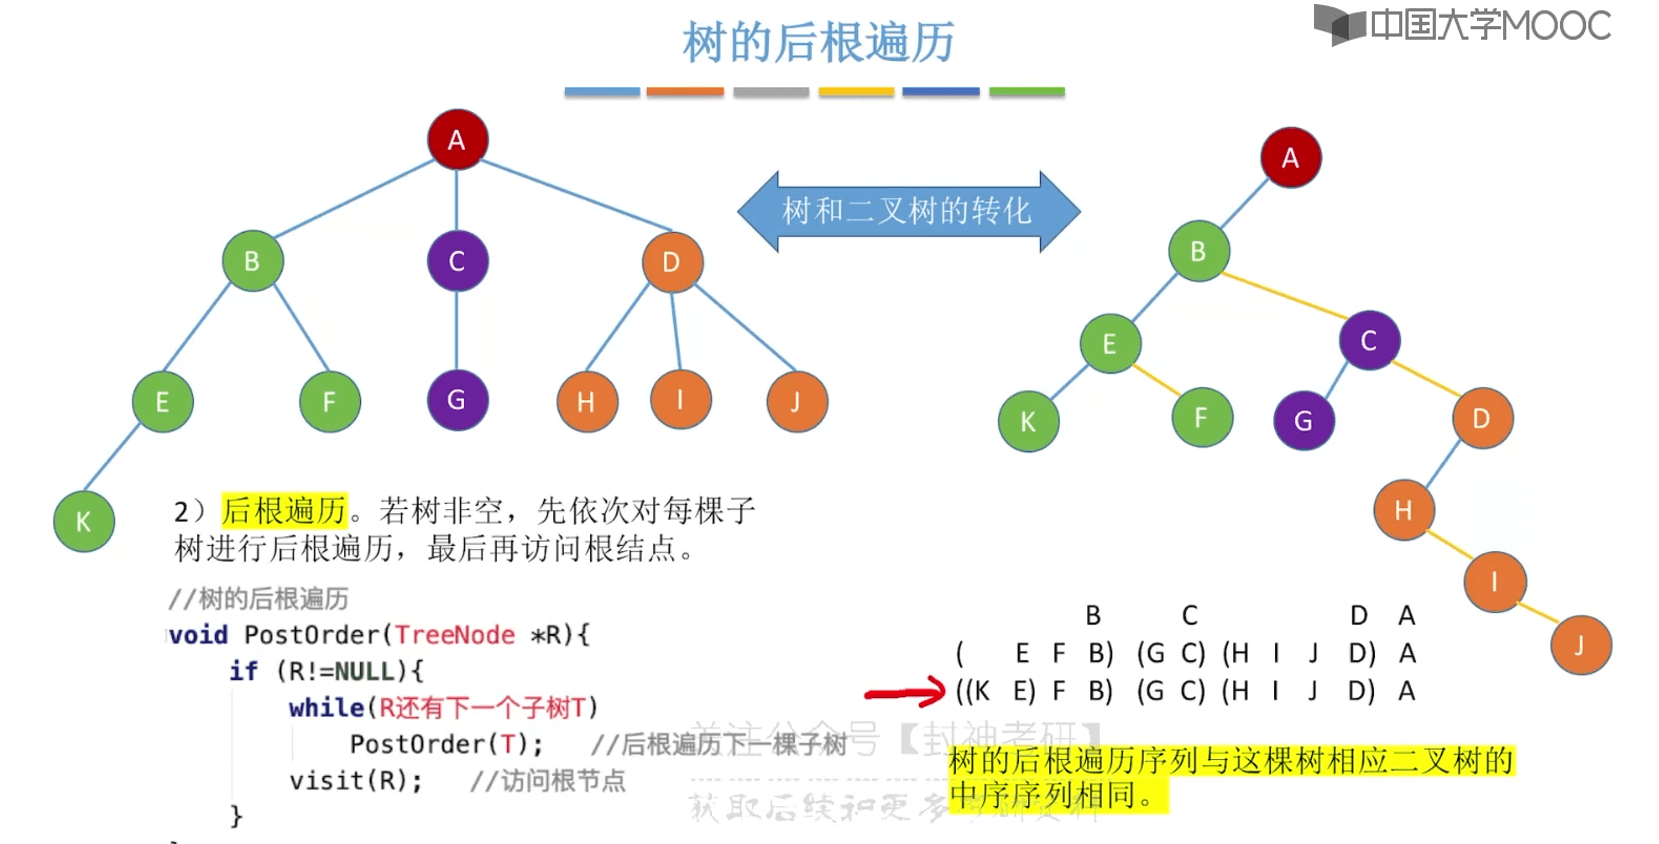 树的后根遍历
中国大学MOOC
A
B
C
D
E
F
G
H
I
J
K
树和二叉树的转化
A
B
E
C
K
F
G
D
H
I
J
2）后根遍历。若树非空，先依次对每棵子
树进行后根遍历，最后再访问根结点。
//树的后根遍历
void PostOrder(TreeNode *R){
if (R!=NULL){
while(R还有下一个子树T)
PostOrder(T); //后根遍历下一棵子树
visit(R); //访问根节点
}
B C D A
( E F B) (G C) (H I J D) A
((K E) F B) (G C) (H I J D) A
关注公众号【封神考研】
获取后续和更多考研资料
树的后根遍历序列与这棵树相应二叉树的
中序序列相同。